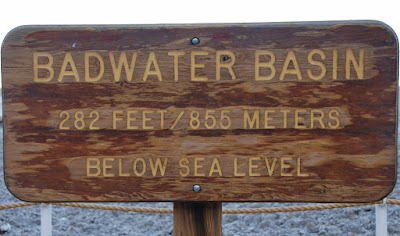 BADWATER BASIN
282 FEET/855 METERS
BELOW SEA LEVEL